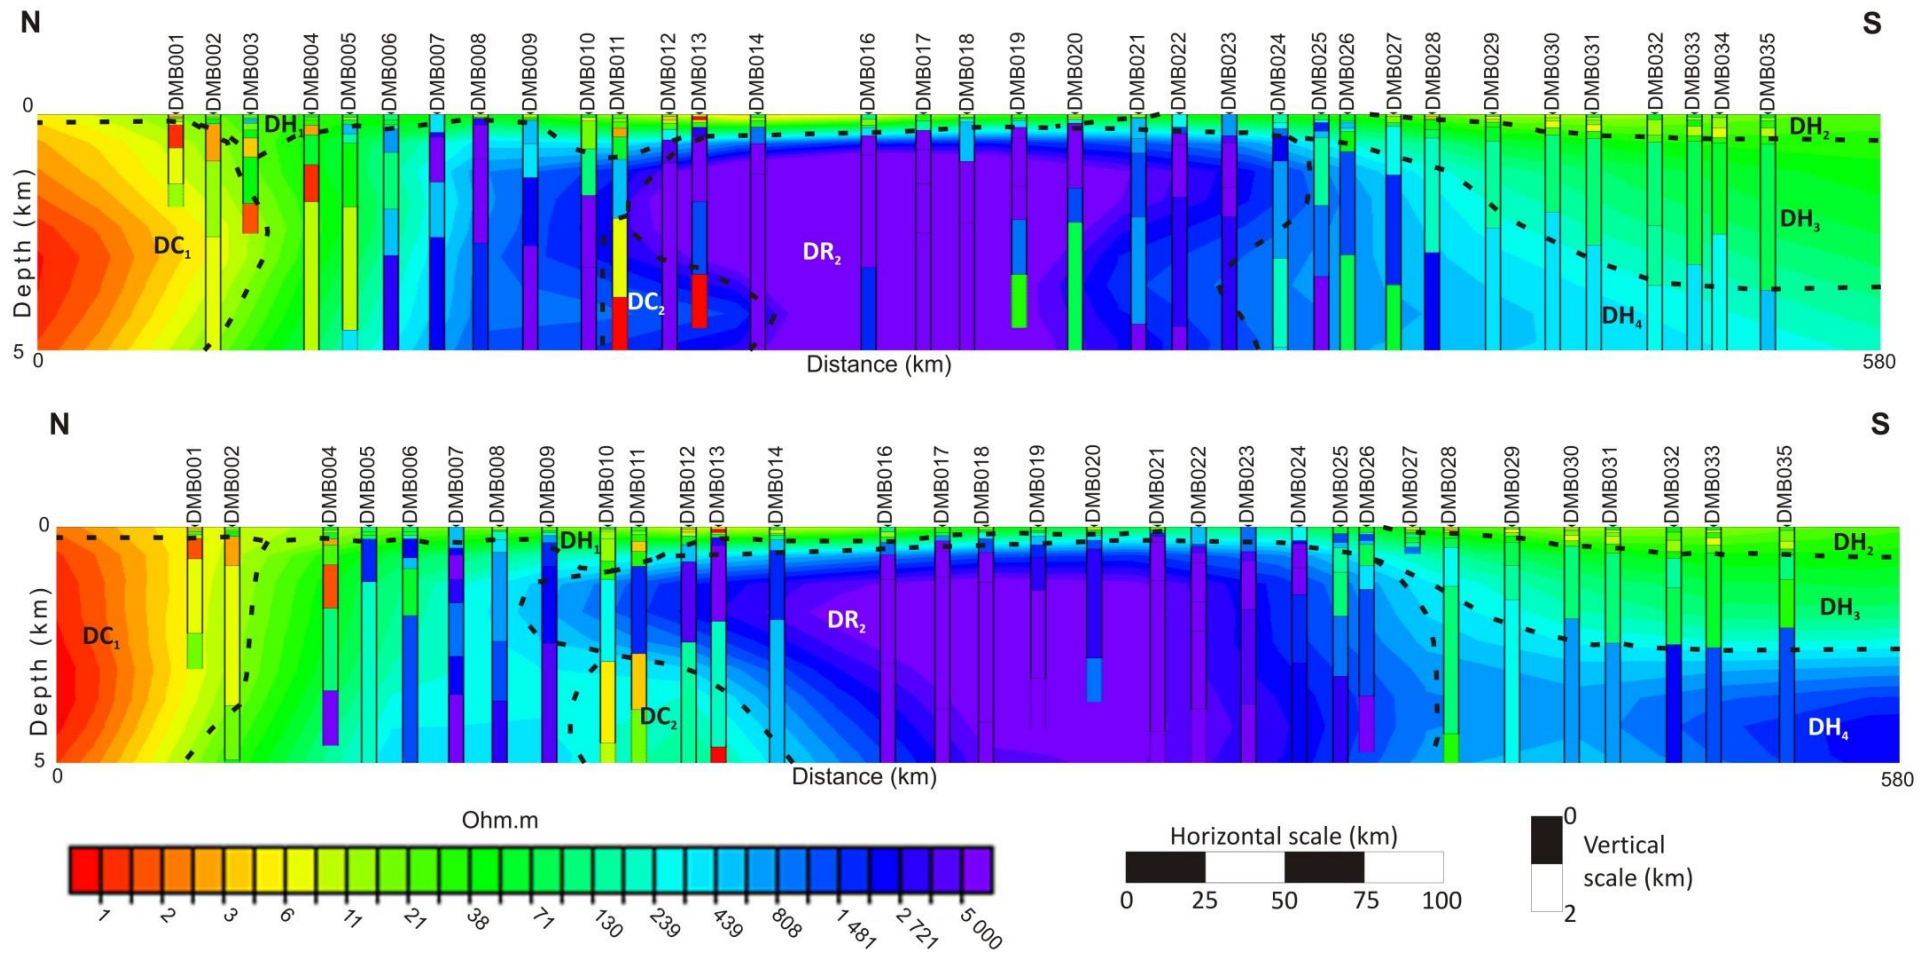 N S
DMB001 DMB002 DMB003 DMB004 DMB005 DMB006 DMB007 DMB008 DMB009 DMB010 DMB011 DMB012 DMB013 DMB014 DMB016 DMB017 DMB018 DMB019 DMB020 DMB021 DMB022 DMB023 DMB024 DMB025 DMB026 DMB027 DMB028 DMB029 DMB030 DMB031 DMB032 DMB033 DMB034 DMB035
0
DH₁ DH₂
DH₃
DC₁ DR₂
DC₂ DH₄
Depth (km)
5
0 Distance (km) 580
N S
DMB001 DMB002 DMB004 DMB005 DMB006 DMB007 DMB008 DMB009 DMB010 DMB011 DMB012 DMB013 DMB014 DMB016 DMB017 DMB018 DMB019 DMB020 DMB021 DMB022 DMB023 DMB024 DMB025 DMB026 DMB027 DMB028 DMB029 DMB030 DMB031 DMB032 DMB033 DMB035
0
DH₁ DH₂
DR₂ DH₃
DC₁
DC₂ DH₄
Depth (km)
5
0 Distance (km) 580
Ohm.m
1 2 3 6 11 21 38 71 130 239 439 808 1 481 2 721 5 000
Horizontal scale (km)
0 25 50 75 100
0
Vertical
scale (km)
2